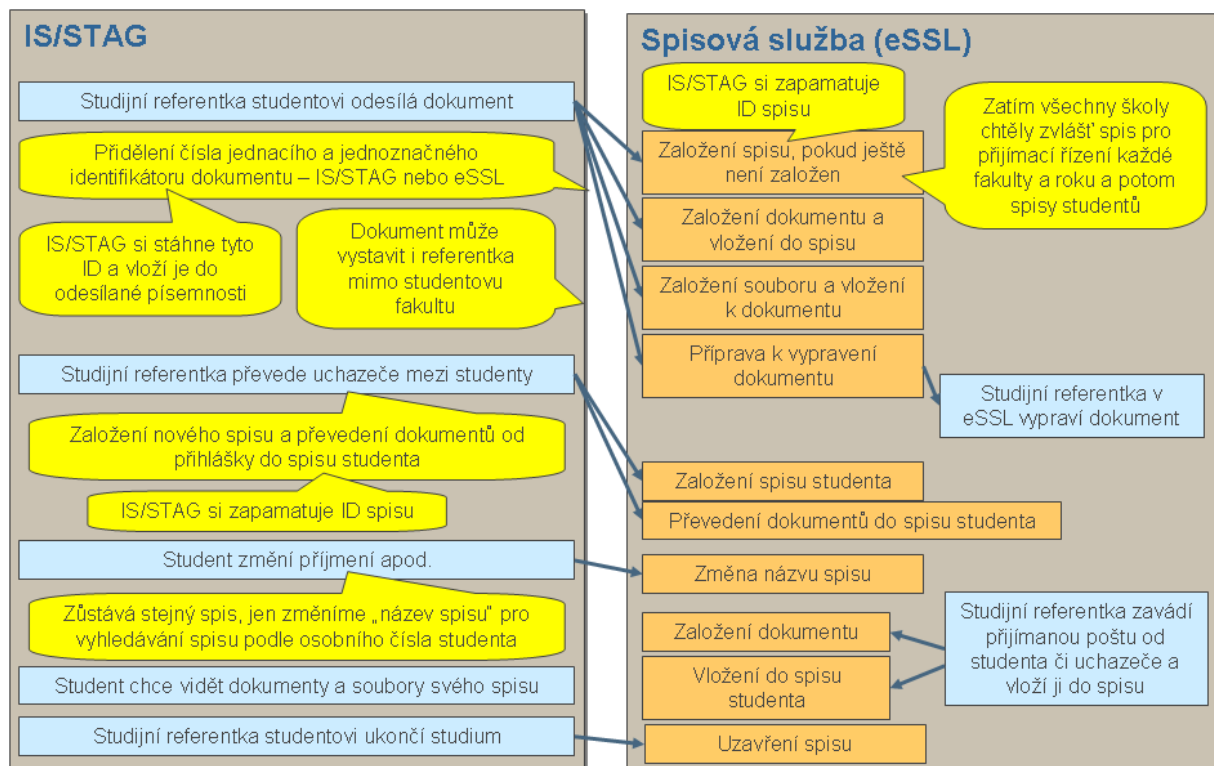 IS/STAG
Studijní referentka studentovi odesílá dokument
Přidělení čísla jednacího a jednoznačného
identifikátoru dokumentu – IS/STAG nebo eSSL
IS/STAG si stáhne tyto
ID a vloží je do
odesílané písemnosti
Dokument může
vystavit i referentka
mimo studentovu
fakultu
Studijní referentka převede uchazeče mezi studenty
Založení nového spisu a převedení dokumentů od
přihlášky do spisu studenta
IS/STAG si zapamatuje ID spisu
Student změní příjmení apod.
Zůstává stejný spis, jen změníme „název spisu" pro
vyhledávání spisu podle osobního čísla studenta
Student chce vidět dokumenty a soubory svého spisu
Studijní referentka studentovi ukončí studium
Spisová služba (eSSL)
IS/STAG si zapamatuje
ID spisu
Zatím všechny školy
chtěly zvlášť spis pro
přijímací řízení každé
fakulty a roku a potom
spisy studentů
Založení spisu, pokud ještě
není založen
Založení dokumentu a
vložení do spisu
Založení souboru a vložení
k dokumentu
Příprava k vypravení
dokumentu
Studijní referentka v
eSSL vypraví dokument
Založení spisu studenta
Převedení dokumentů do spisu studenta
Změna názvu spisu
Založení dokumentu
Vložení do spisu
studenta
Studijní referentka zavádí
přijímanou poštu od
studenta či uchazeče a
vloží ji do spisu
Uzavření spisu